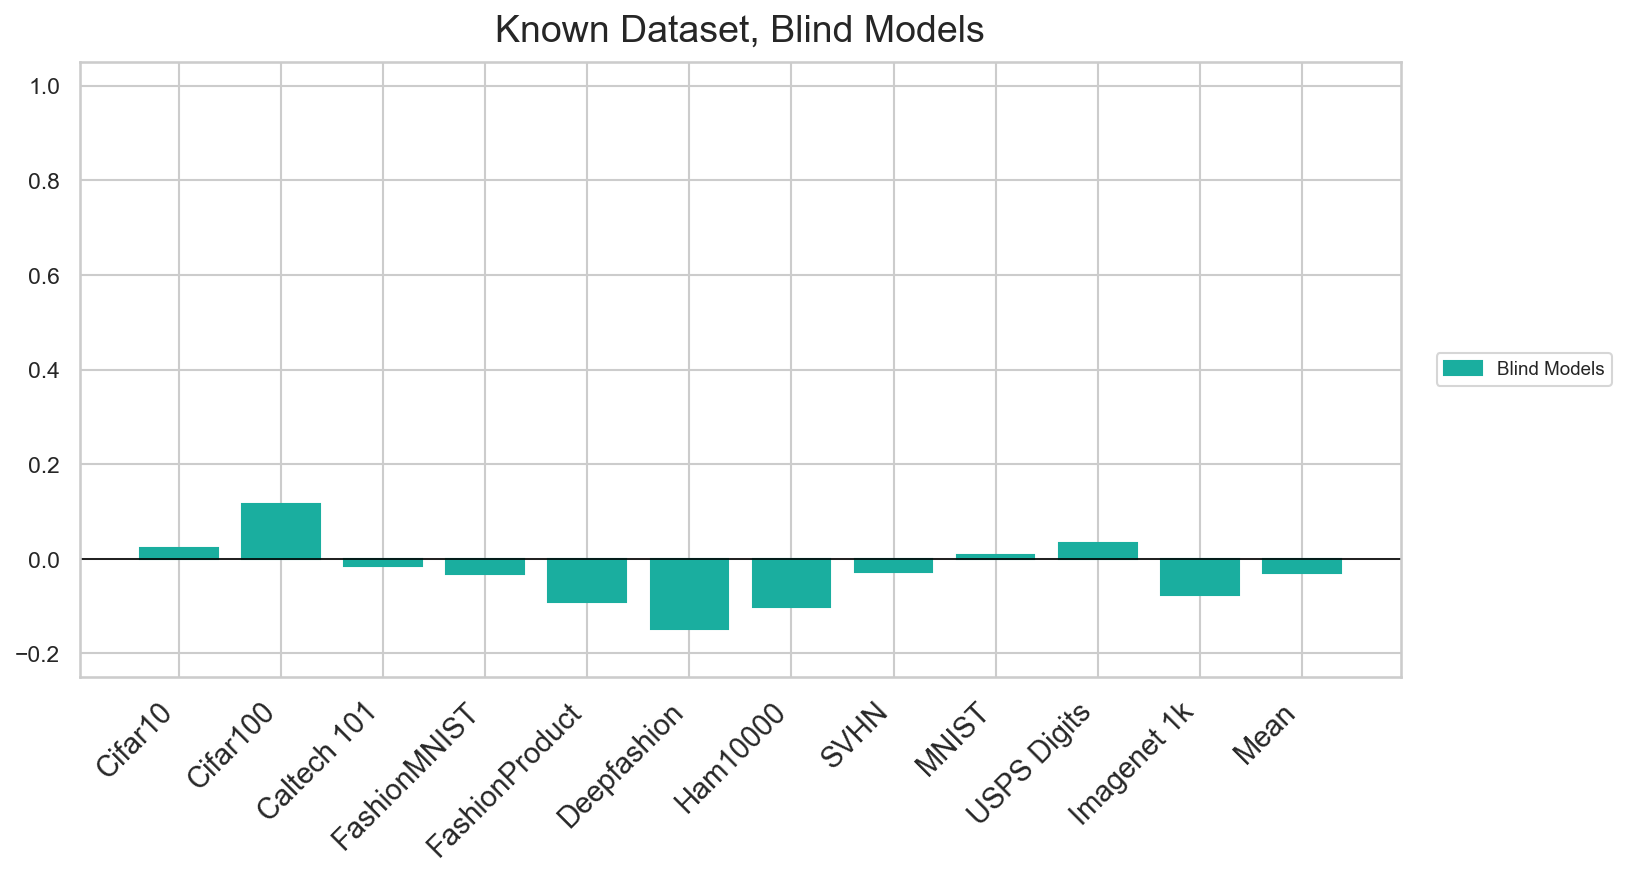 Known Dataset, Blind Models
1.0
0.8
0.6
0.4
0.2
0.0
−0.2
Blind Models
Cifar10
Cifar100
Caltech 101
FashionMNIST
FashionProduct
Deepfashion
Ham10000
SVHN
MNIST
USPS Digits
Imagenet 1k
Mean